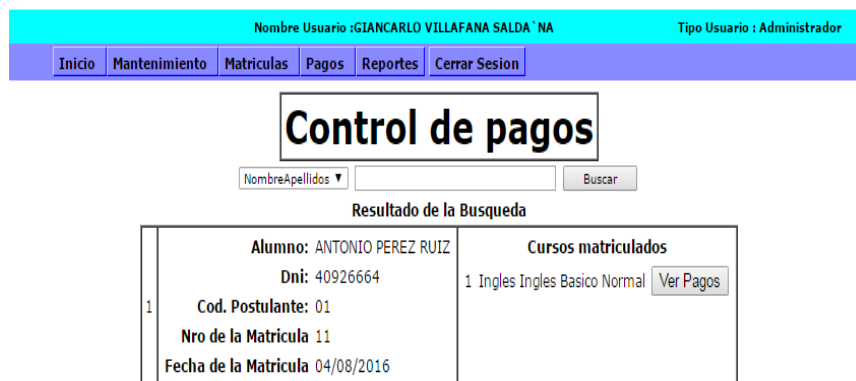 Nombre Usuario :GIANCARLO VILLAFANA SALDA`NA Tipo Usuario : Administrador
Inicio Mantenimiento Matriculas Pagos Reportes Cerrar Sesion
Control de pagos
NombreApellidos Buscar
Resultado de la Busqueda
1
Alumno: ANTONIO PEREZ RUIZ
Dni: 40926664
Cod. Postulante: 01
Nro de la Matricula 11
Fecha de la Matricula 04/08/2016
Cursos matriculados
1 Ingles Ingles Basico Normal Ver Pagos